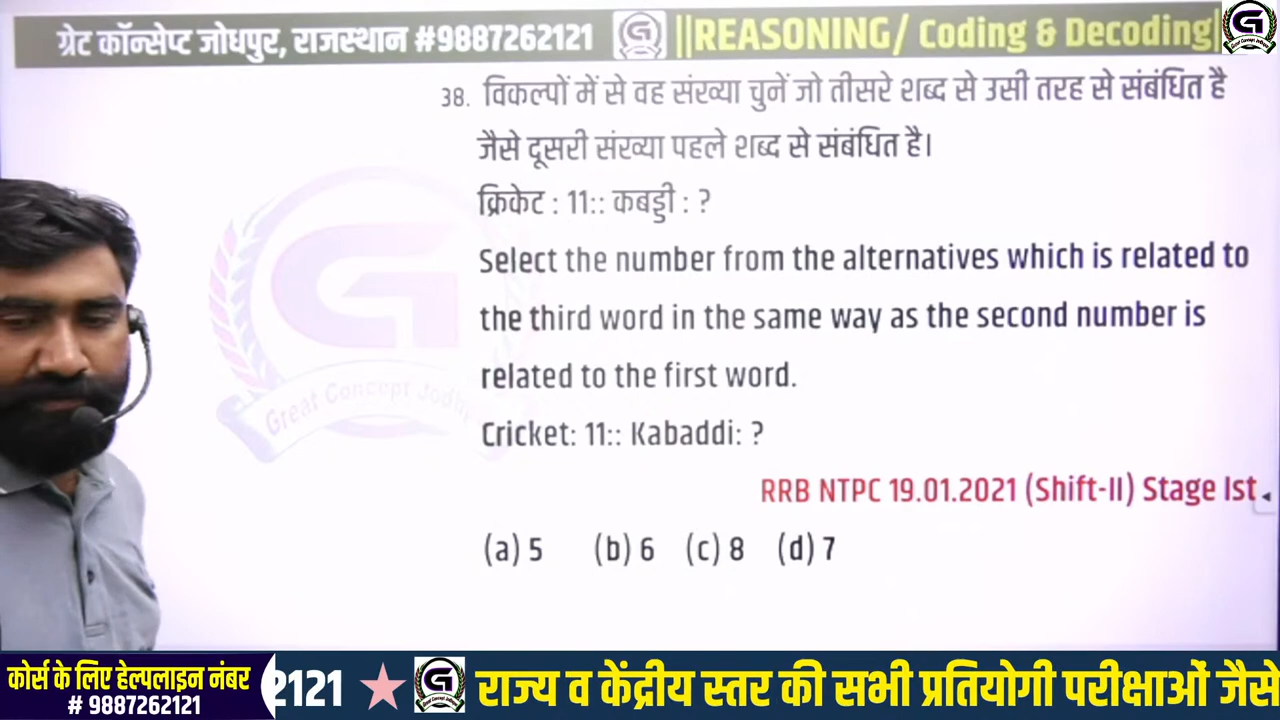 ग्रेट कॉन्सेप्ट जोधपुर, राजस्थान #9887262121 ||REASONING/ Coding & Decoding|
38. विकल्पों में से वह संख्या चुनें जो तीसरे शब्द से उसी तरह से संबंधित है
जैसे दूसरी संख्या पहले शब्द से संबंधित है।
क्रिकेट : 11:: कबड्डी : ?
Select the number from the alternatives which is related to
the third word in the same way as the second number is
related to the first word.
Cricket: 11:: Kabaddi: ?
RRB NTPC 19.01.2021 (Shift-II) Stage Ist
(a) 5 (b) 6 (c) 8 (d) 7
Great Concept Jodhpur
कोर्स के लिए हेल्पलाइन नंबर
# 9887262121
2121 ★ राज्य व केंद्रीय स्तर की सभी प्रतियोगी परीक्षाओं जैसे